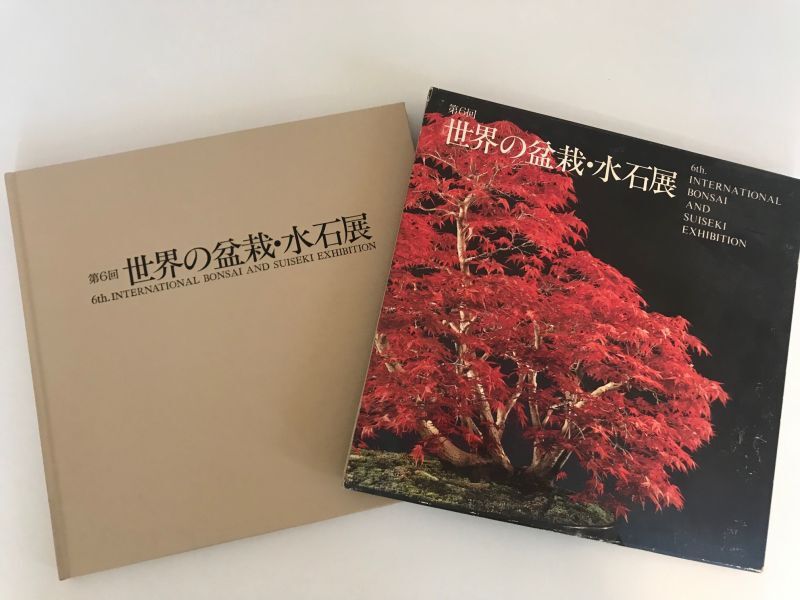 第6回 世界の盆栽・水石展
6th. INTERNATIONAL BONSAI AND SUISEKI EXHIBITION
第6回
世界の盆栽・水石展
6th.
INTERNATIONAL
BONSAI
AND
SUISEKI
EXHIBITION